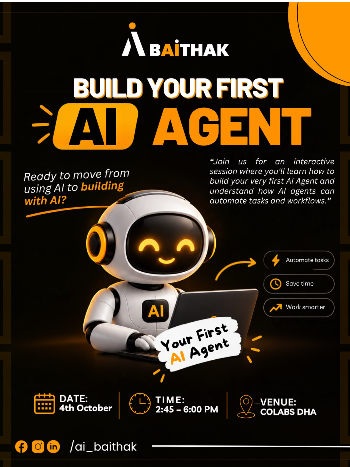 BAiTHAK
BUILD YOUR FIRST
AI AGENT
Ready to move from
using AI to building
with AI?
"Join us for an interactive
session where you'll learn how to
build your very first AI Agent and
understand how AI agents can
automate tasks and workflows."
Automate tasks
Save time
Work smarter
AI
Your First
AI Agent
DATE:
4th October
TIME:
2:45 – 6:00 PM
VENUE:
COLABS DHA
/ai_baithak